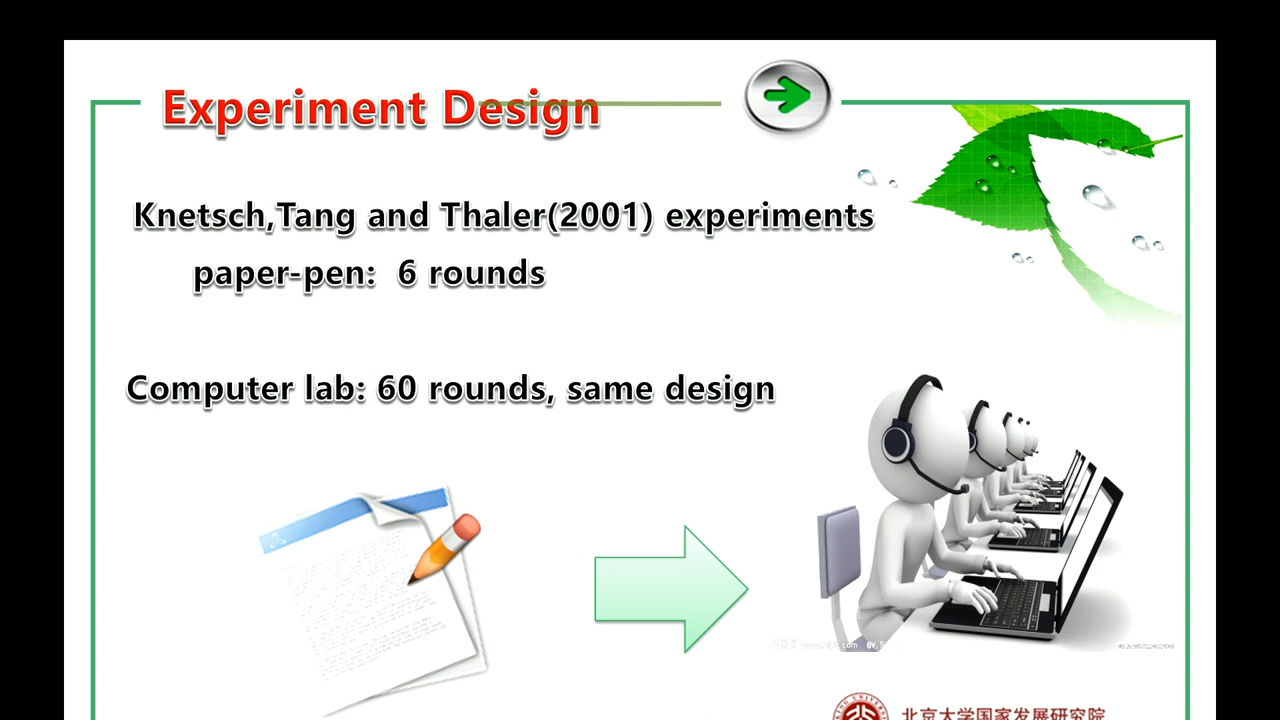 Experiment Design
Knetsch,Tang and Thaler(2001) experiments
paper-pen: 6 rounds
Computer lab: 60 rounds, same design
北京大学国家发展研究院